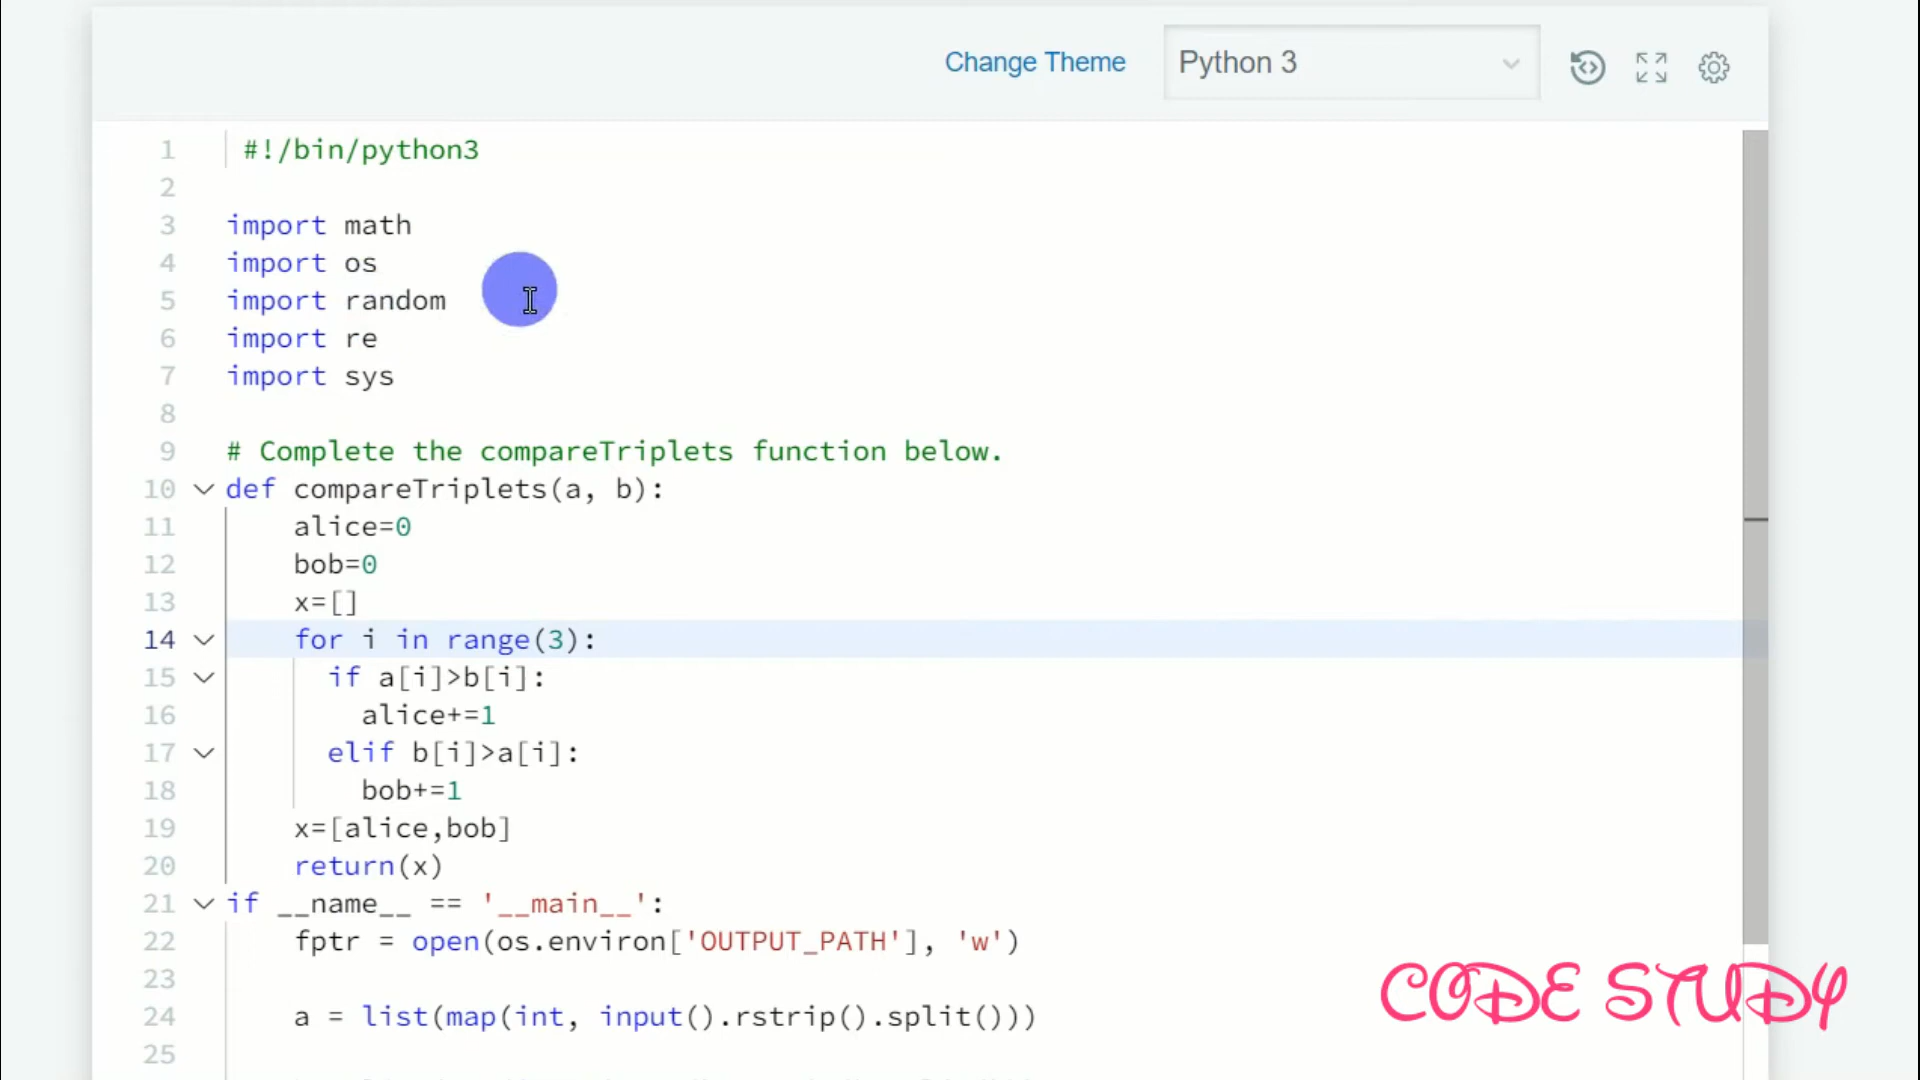 Change Theme Python 3
1 #!/bin/python3
2
3 import math
4 import os
5 import random
6 import re
7 import sys
8
9 # Complete the compareTriplets function below.
10 def compareTriplets(a, b):
11 alice=0
12 bob=0
13 x=[]
14 for i in range(3):
15 if a[i]>b[i]:
16 alice+=1
17 elif b[i]>a[i]:
18 bob+=1
19 x=[alice,bob]
20 return(x)
21 if __name__ == '__main__':
22 fptr = open(os.environ['OUTPUT_PATH'], 'w')
23
24 a = list(map(int, input().rstrip().split()))
25
CODE STUDY